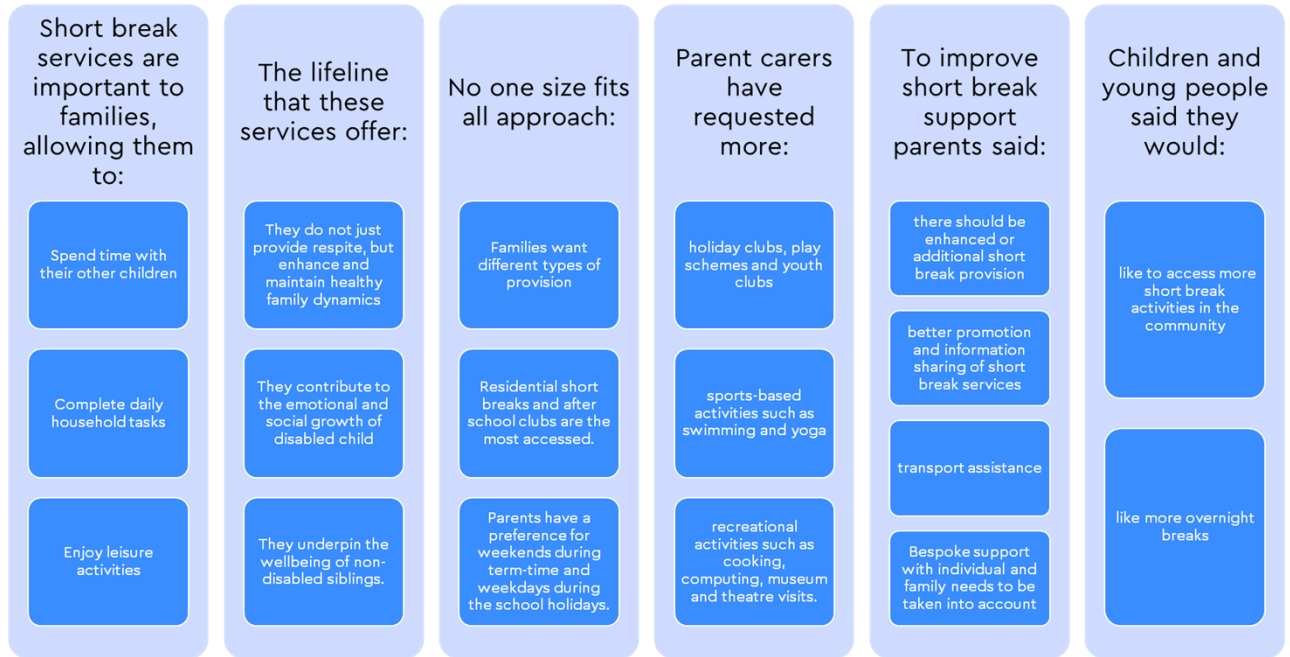 Short break
services are
important to
families,
allowing them
to:
Spend time with
their other children
Complete daily
household tasks
Enjoy leisure
activities
The lifeline
that these
services offer:
They do not just
provide respite, but
enhance and
maintain healthy
family dynamics
They contribute to
the emotional and
social growth of
disabled child
They underpin the
wellbeing of non-
disabled siblings.
No one size fits
all approach:
Families want
different types of
provision
Residential short
breaks and after
school clubs are the
most accessed.
Parents have a
preference for
weekends during
term-time and
weekdays during
the school holidays.
Parent carers
have
requested
more:
holiday clubs, play
schemes and youth
clubs
sports-based
activities such as
swimming and yoga
recreational
activities such as
cooking,
computing, museum
and theatre visits.
To improve
short break
support
parents said:
there should be
enhanced or
additional short
break provision
better promotion
and information
sharing of short
break services
transport assistance
Bespoke support
with individual and
family needs to be
taken into account
Children and
young people
said they
would:
like to access more
short break
activities in the
community
like more overnight
breaks